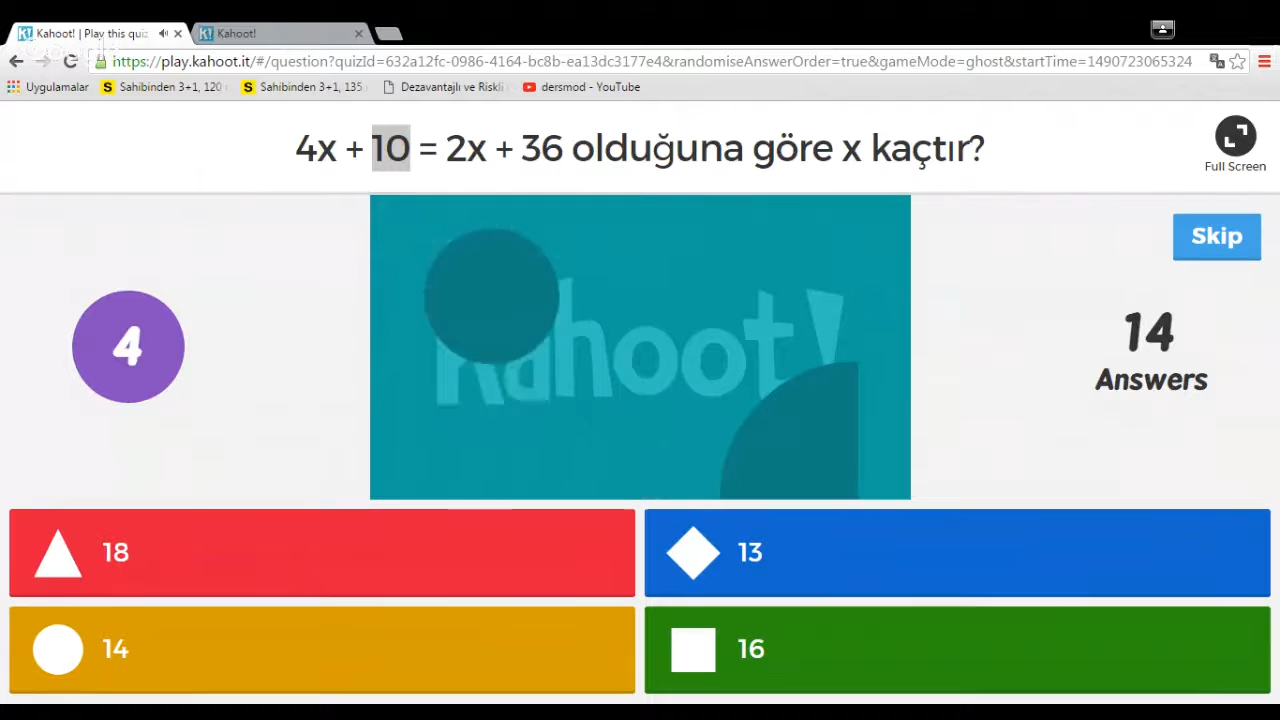 Kahoot! | Play this quiz
Kahoot!
https://play.kahoot.it/#/question?quizId=632a12fc-0986-41f4-bc8b-ea13dc3177e4&randomiseAnswerOrder=true&gameMode=ghost&startTime=1490723065324
Uygulamalar
Sahibinden 3+1, 120
Sahibinden 3+1, 135
Dezavantajlı ve Riskli
dersmod - YouTube
4x + 10 = 2x + 36 olduğuna göre x kaçtır?
Full Screen
Skip
4
Kahoot!
14
Answers
18
13
14
16